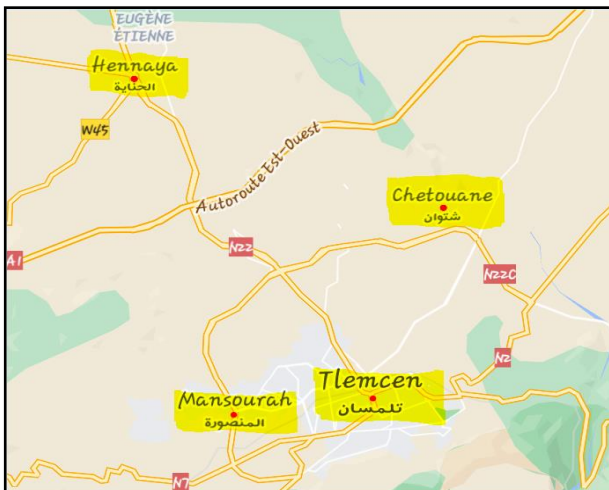 EUGÈNE
ÉTIENNE
Hennaya
الحناية
W45
Autoroute Est-Ouest
Chetouane
شتوان
A1
N22
N22C
N2
Tlemcen
تلمسان
Mansourah
المنصورة
N7